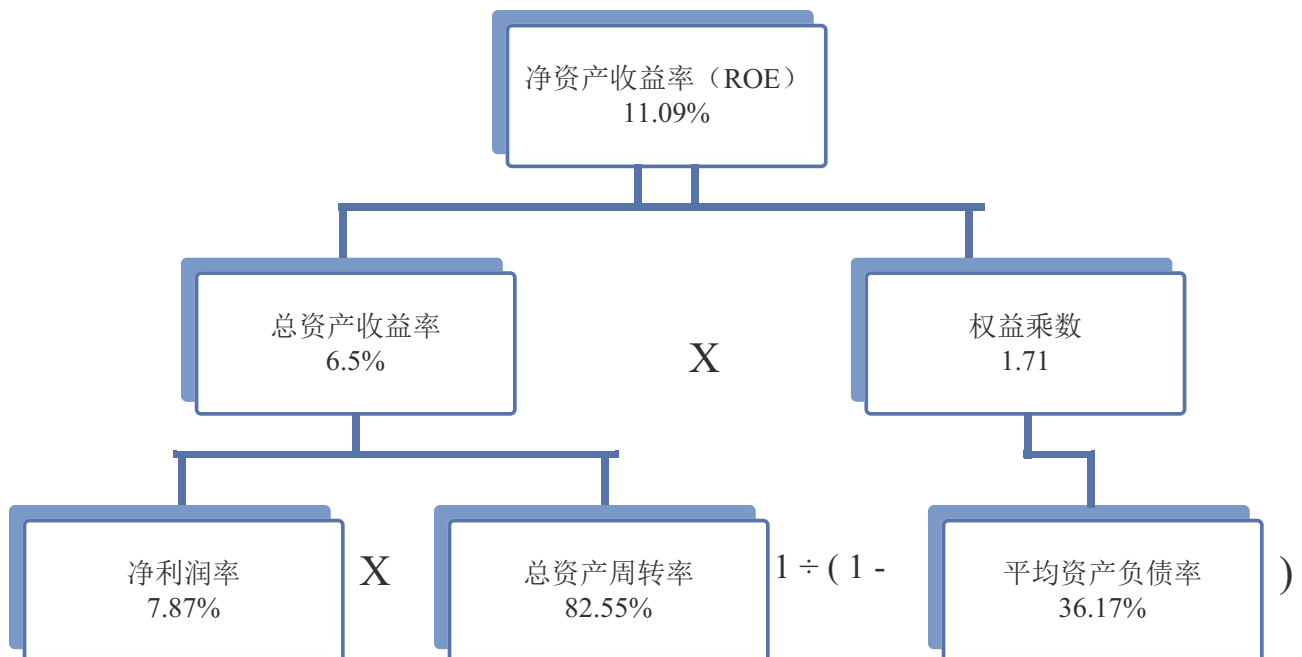 净资产收益率（ROE）
11.09%
总资产收益率
6.5%
X
权益乘数
1.71
净利润率
7.87%
X
总资产周转率
82.55%
1 ÷ ( 1 -
平均资产负债率
36.17%
)